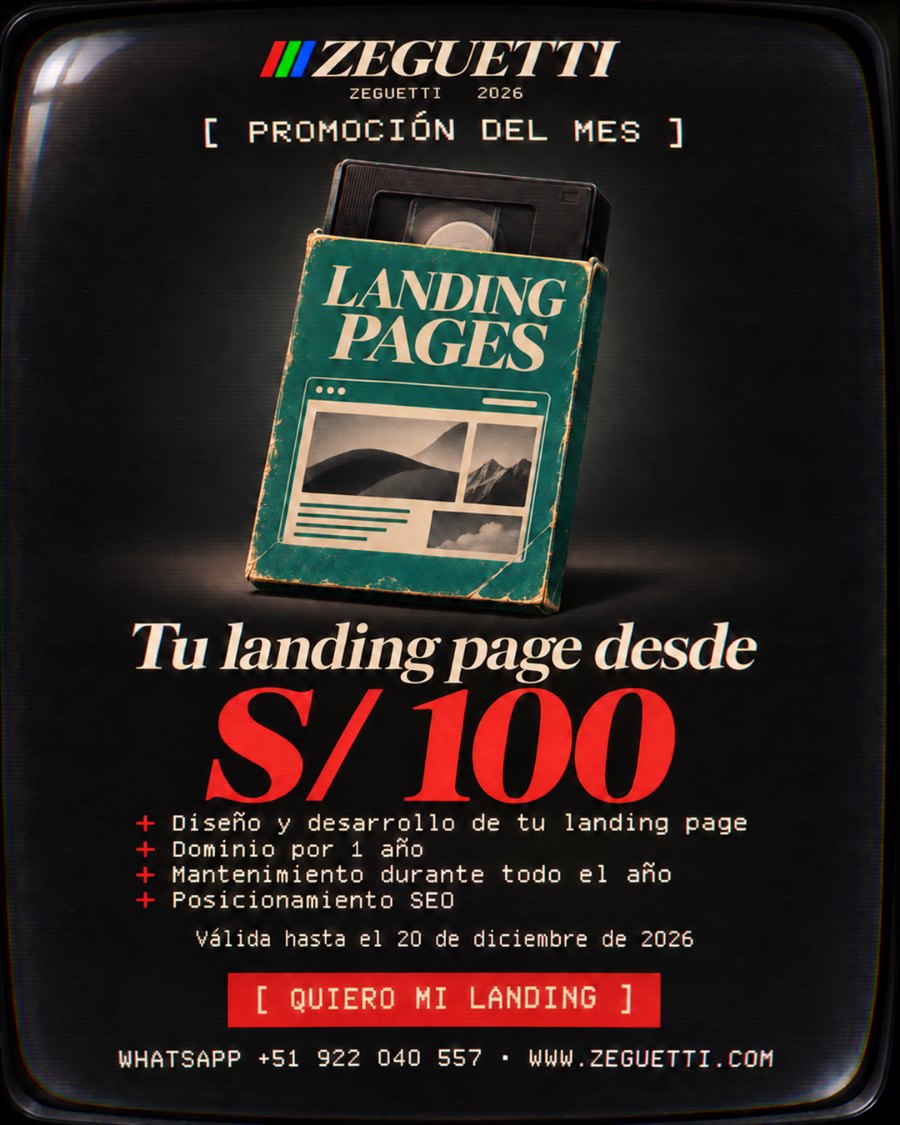 ZEGUETTI
ZEGUETTI 2026
[ PROMOCIÓN DEL MES ]
LANDING
PAGES
Tu landing page desde
S/ 100
+ Diseño y desarrollo de tu landing page
+ Dominio por 1 año
+ Mantenimiento durante todo el año
+ Posicionamiento SEO
Válida hasta el 20 de diciembre de 2026
[ QUIERO MI LANDING ]
WHATSAPP +51 922 040 557 · WWW.ZEGUETTI.COM